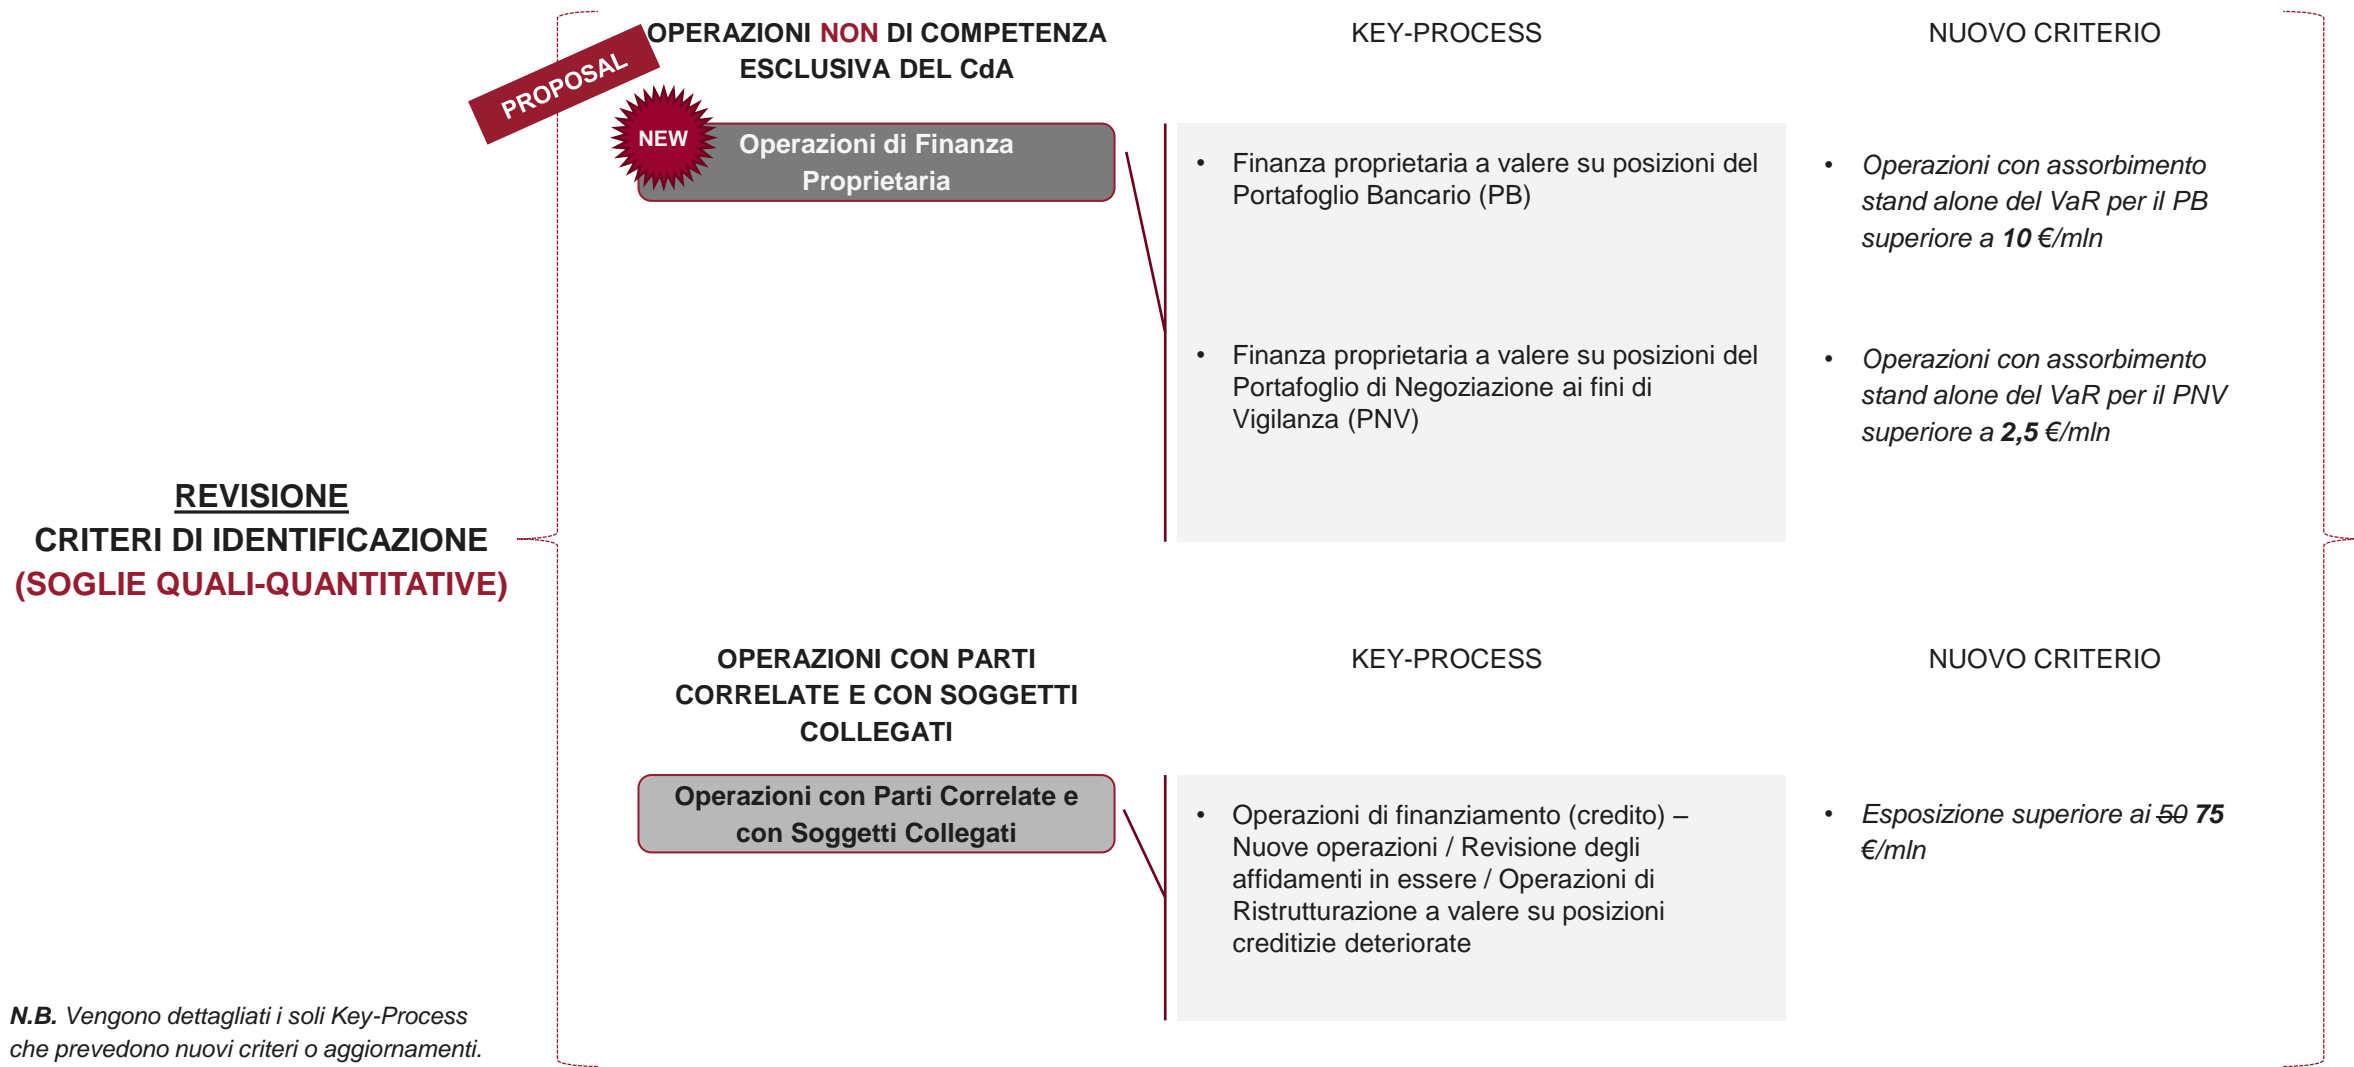 PROPOSAL
OPERAZIONI NON DI COMPETENZA
ESCLUSIVA DEL CdA
KEY-PROCESS
NUOVO CRITERIO
NEW
Operazioni di Finanza
Proprietaria
• Finanza proprietaria a valere su posizioni del
Portafoglio Bancario (PB)
• Operazioni con assorbimento
stand alone del VaR per il PB
superiore a 10 €/mln
• Finanza proprietaria a valere su posizioni del
Portafoglio di Negoziazione ai fini di
Vigilanza (PNV)
• Operazioni con assorbimento
stand alone del VaR per il PNV
superiore a 2,5 €/mln
REVISIONE
CRITERI DI IDENTIFICAZIONE
(SOGLIE QUALI-QUANTITATIVE)
OPERAZIONI CON PARTI
CORRELATE E CON SOGGETTI
COLLEGATI
KEY-PROCESS
NUOVO CRITERIO
Operazioni con Parti Correlate e
con Soggetti Collegati
• Operazioni di finanziamento (credito) –
Nuove operazioni / Revisione degli
affidamenti in essere / Operazioni di
Ristrutturazione a valere su posizioni
creditizie deteriorate
• Esposizione superiore ai 50 75
€/mln
N.B. Vengono dettagliati i soli Key-Process
che prevedono nuovi criteri o aggiornamenti.